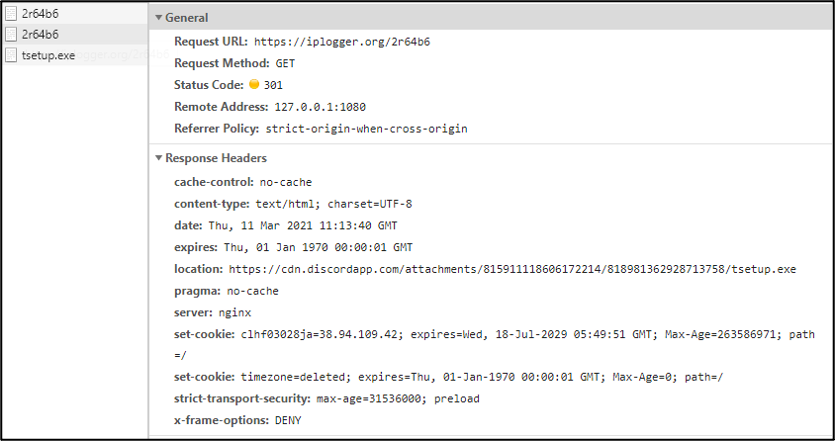 2r64b6
2r64b6
tsetup.exe
General
Request URL: https://iplogger.org/2r64b6
Request Method: GET
Status Code: 301
Remote Address: 127.0.0.1:1080
Referrer Policy: strict-origin-when-cross-origin
Response Headers
cache-control: no-cache
content-type: text/html; charset=UTF-8
date: Thu, 11 Mar 2021 11:13:40 GMT
expires: Thu, 01 Jan 1970 00:00:01 GMT
location: https://cdn.discordapp.com/attachments/815911118606172214/818981362928713758/tsetup.exe
pragma: no-cache
server: nginx
set-cookie: clhf03028ja=38.94.109.42; expires=Wed, 18-Jul-2029 05:49:51 GMT; Max-Age=263586971; path
=/
set-cookie: timezone=deleted; expires=Thu, 01-Jan-1970 00:00:01 GMT; Max-Age=0; path=/
strict-transport-security: max-age=31536000; preload
x-frame-options: DENY